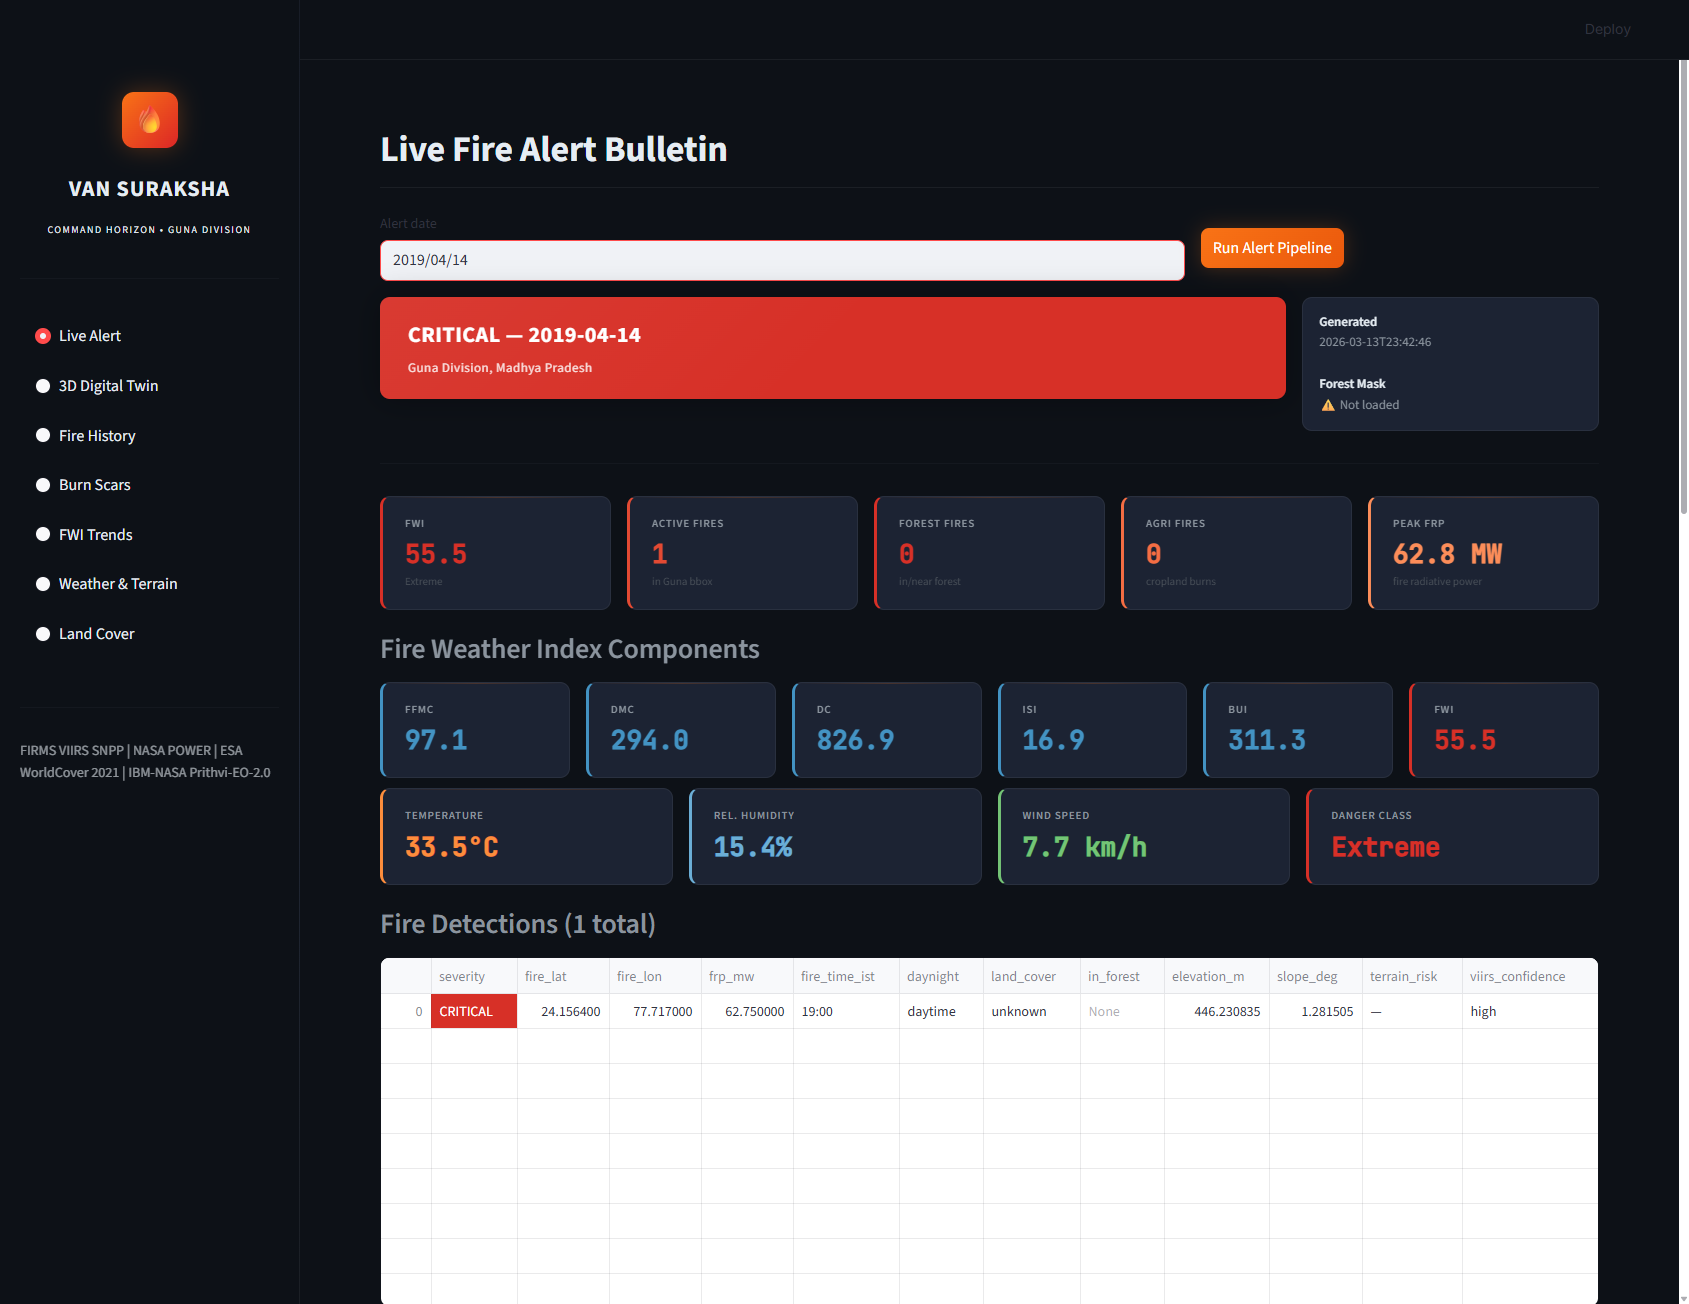 Deploy
VAN SURAKSHA
COMMAND HORIZON • GUNA DIVISION
Live Alert
3D Digital Twin
Fire History
Burn Scars
FWI Trends
Weather & Terrain
Land Cover
FIRMS VIIRS SNPP | NASA POWER | ESA
WorldCover 2021 | IBM-NASA Prithvi-EO-2.0
Live Fire Alert Bulletin
Alert date
2019/04/14
Run Alert Pipeline
CRITICAL — 2019-04-14
Guna Division, Madhya Pradesh
Generated
2026-03-13T23:42:46
Forest Mask
⚠️ Not loaded
FWI
55.5
Extreme
ACTIVE FIRES
1
in Guna bbox
FOREST FIRES
0
in/near forest
AGRI FIRES
0
cropland burns
PEAK FRP
62.8 MW
fire radiative power
Fire Weather Index Components
FFMC
97.1
DMC
294.0
DC
826.9
ISI
16.9
BUI
311.3
FWI
55.5
TEMPERATURE
33.5°C
REL. HUMIDITY
15.4%
WIND SPEED
7.7 km/h
DANGER CLASS
Extreme
Fire Detections (1 total)
severity fire_lat fire_lon frp_mw fire_time_ist daynight land_cover in_forest elevation_m slope_deg terrain_risk viirs_confidence
0 CRITICAL 24.156400 77.717000 62.750000 19:00 daytime unknown None 446.230835 1.281505 — high